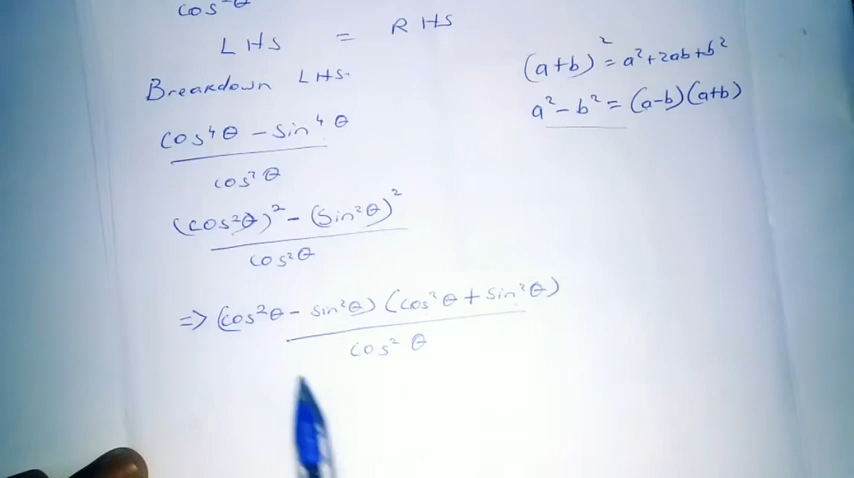 cos²θ
LHS = RHS
Breakdown LHS.
cos⁴θ - sin⁴θ
cos²θ
(cos²θ)² - (sin²θ)²
cos²θ
=> (cos²θ - sin²θ)(cos²θ + sin²θ)
cos² θ
(a+b)² = a²+2ab+b²
a² - b² = (a-b)(a+b)